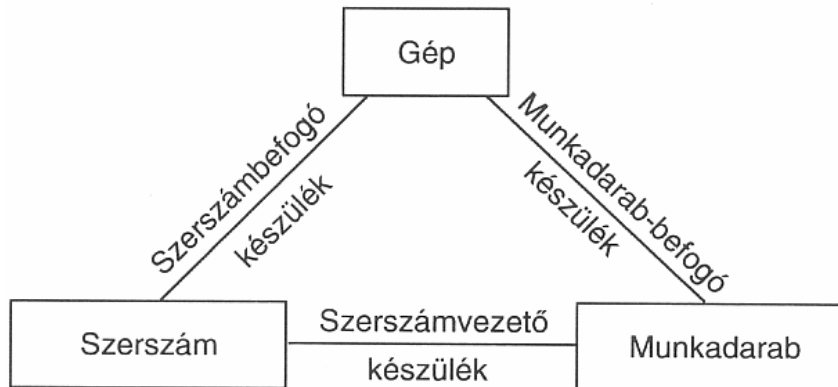 Gép
Szerszámbefogó
készülék
Munkadarab-befogó
készülék
Szerszám
Szerszámvezető
készülék
Munkadarab